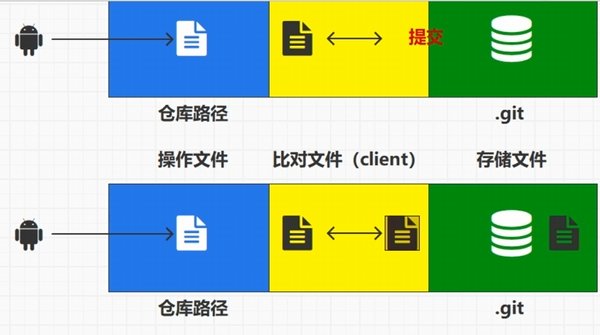 提交
仓库路径
.git
操作文件
比对文件（client）
存储文件
仓库路径
.git